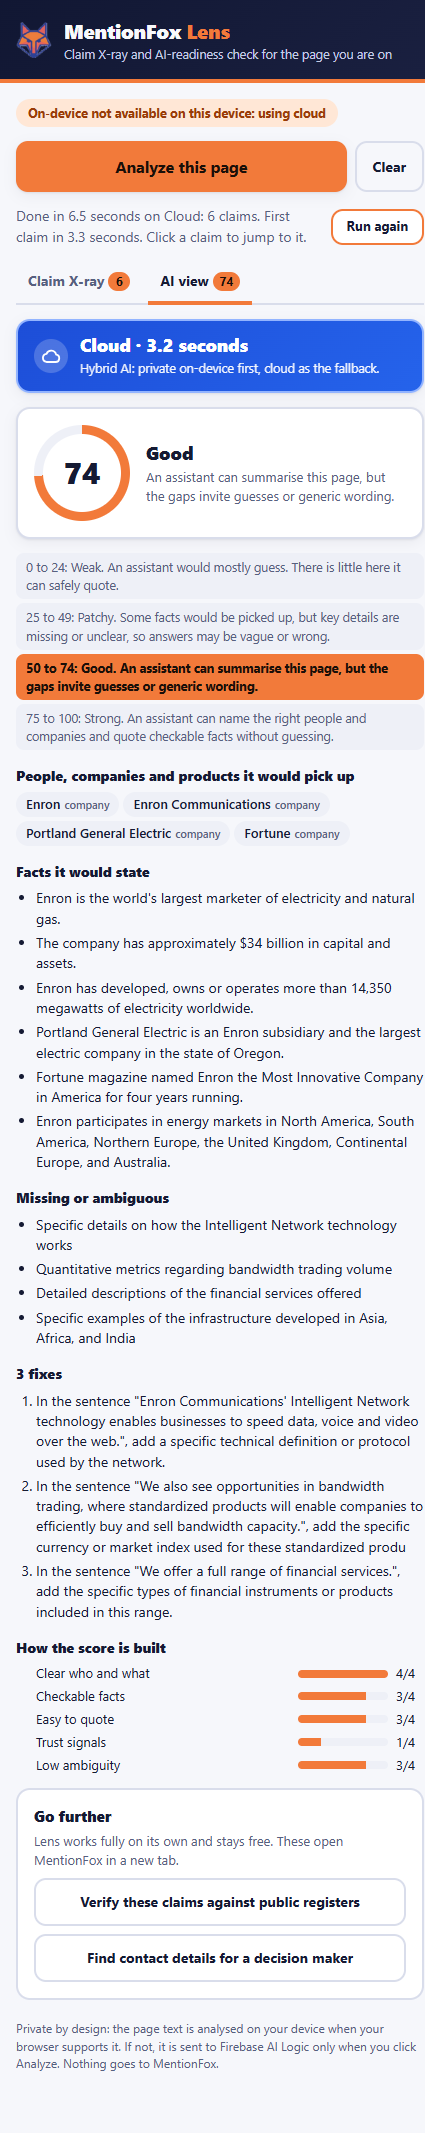 MentionFox Lens
Claim X-ray and AI-readiness check for the page you are on
On-device not available on this device: using cloud
Analyze this page
Clear
Done in 6.5 seconds on Cloud: 6 claims. First
claim in 3.3 seconds. Click a claim to jump to it.
Run again
Claim X-ray 6
AI view 74
Cloud · 3.2 seconds
Hybrid AI: private on-device first, cloud as the fallback.
74
Good
An assistant can summarise this page, but
the gaps invite guesses or generic wording.
0 to 24: Weak. An assistant would mostly guess. There is little here it
can safely quote.
25 to 49: Patchy. Some facts would be picked up, but key details are
missing or unclear, so answers may be vague or wrong.
50 to 74: Good. An assistant can summarise this page, but the
gaps invite guesses or generic wording.
75 to 100: Strong. An assistant can name the right people and
companies and quote checkable facts without guessing.
People, companies and products it would pick up
Enron company
Enron Communications company
Portland General Electric company
Fortune company
Facts it would state
• Enron is the world's largest marketer of electricity and natural
gas.
• The company has approximately $34 billion in capital and
assets.
• Enron has developed, owns or operates more than 14,350
megawatts of electricity worldwide.
• Portland General Electric is an Enron subsidiary and the largest
electric company in the state of Oregon.
• Fortune magazine named Enron the Most Innovative Company
in America for four years running.
• Enron participates in energy markets in North America, South
America, Northern Europe, the United Kingdom, Continental
Europe, and Australia.
Missing or ambiguous
• Specific details on how the Intelligent Network technology
works
• Quantitative metrics regarding bandwidth trading volume
• Detailed descriptions of the financial services offered
• Specific examples of the infrastructure developed in Asia,
Africa, and India
3 fixes
1. In the sentence "Enron Communications' Intelligent Network
technology enables businesses to speed data, voice and video
over the web.", add a specific technical definition or protocol
used by the network.
2. In the sentence "We also see opportunities in bandwidth
trading, where standardized products will enable companies to
efficiently buy and sell bandwidth capacity.", add the specific
currency or market index used for these standardized produ
3. In the sentence "We offer a full range of financial services.",
add the specific types of financial instruments or products
included in this range.
How the score is built
Clear who and what 4/4
Checkable facts 3/4
Easy to quote 3/4
Trust signals 1/4
Low ambiguity 3/4
Go further
Lens works fully on its own and stays free. These open
MentionFox in a new tab.
Verify these claims against public registers
Find contact details for a decision maker
Private by design: the page text is analysed on your device when your
browser supports it. If not, it is sent to Firebase AI Logic only when you click
Analyze. Nothing goes to MentionFox.